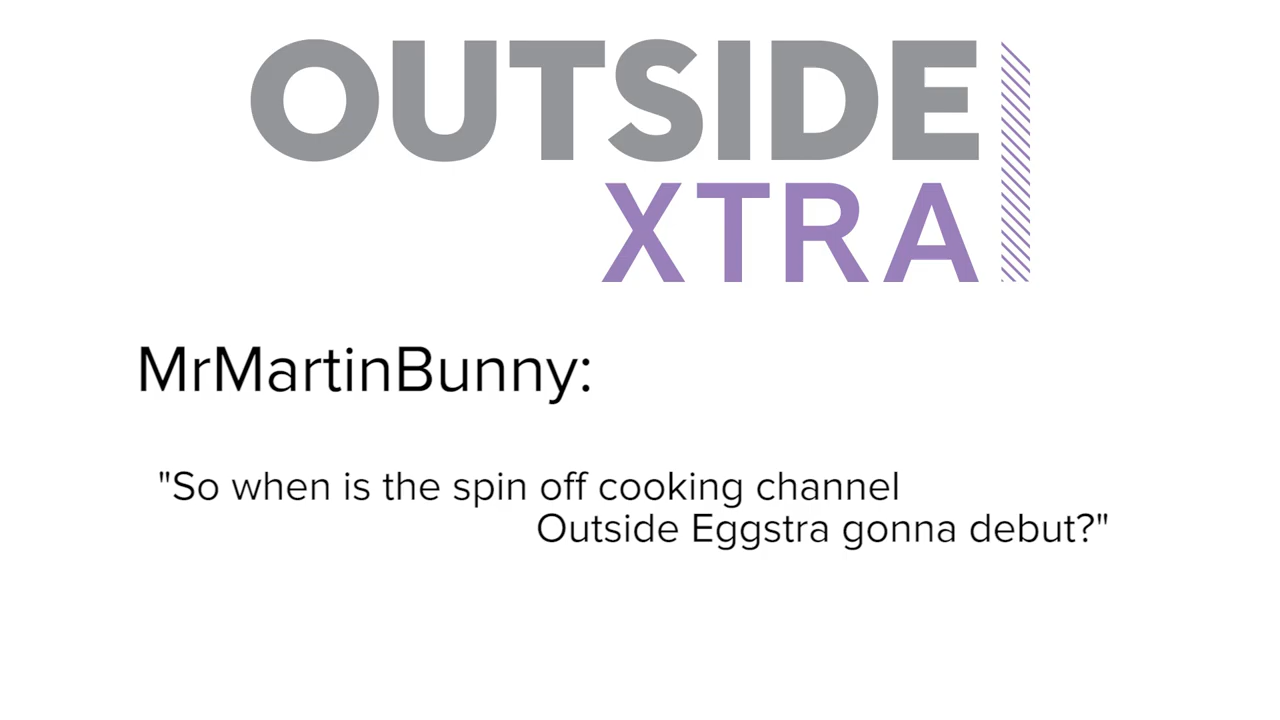 OUTSIDE
XTRA
MrMartinBunny:
"So when is the spin off cooking channel
Outside Eggstra gonna debut?"